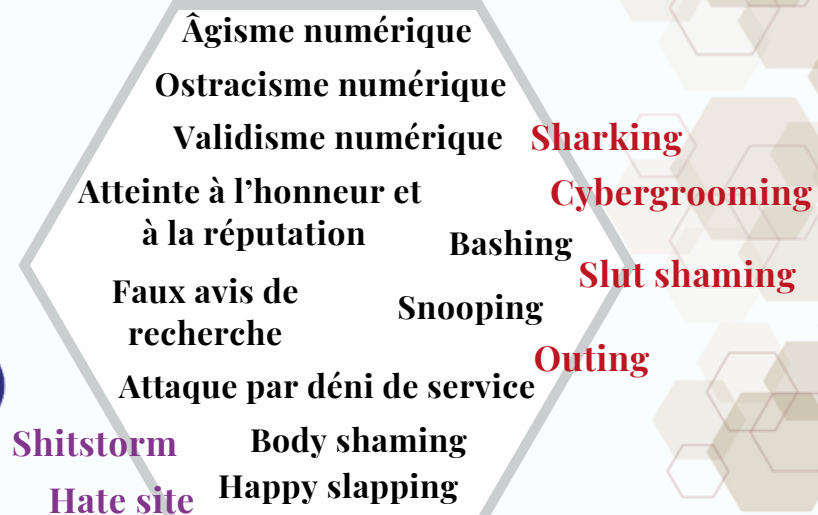 Âgisme numérique
Ostracisme numérique
Validisme numérique
Sharking
Atteinte à l’honneur et
à la réputation
Cybergrooming
Bashing
Slut shaming
Faux avis de
recherche
Snooping
Outing
Attaque par déni de service
Shitstorm
Body shaming
Hate site
Happy slapping